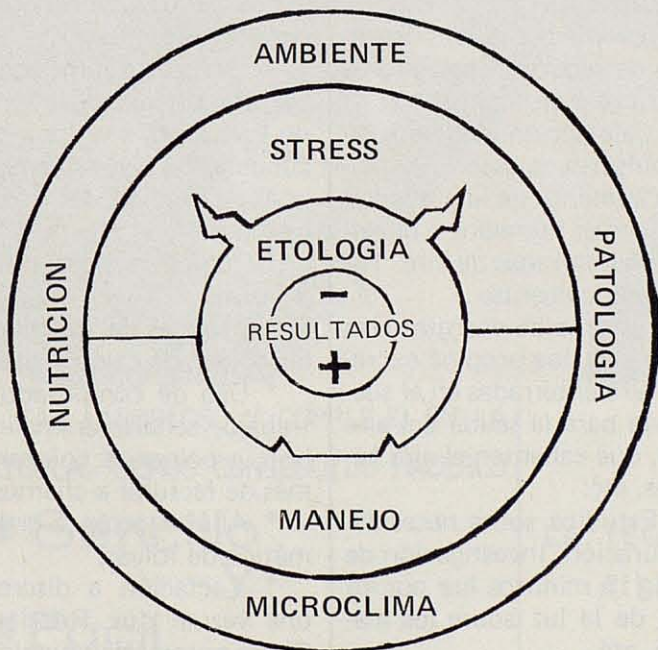 AMBIENTE
STRESS
ETOLOGIA
NUTRICION
PATOLOGIA
-
RESULTADOS
+
MANEJO
MICROCLIMA